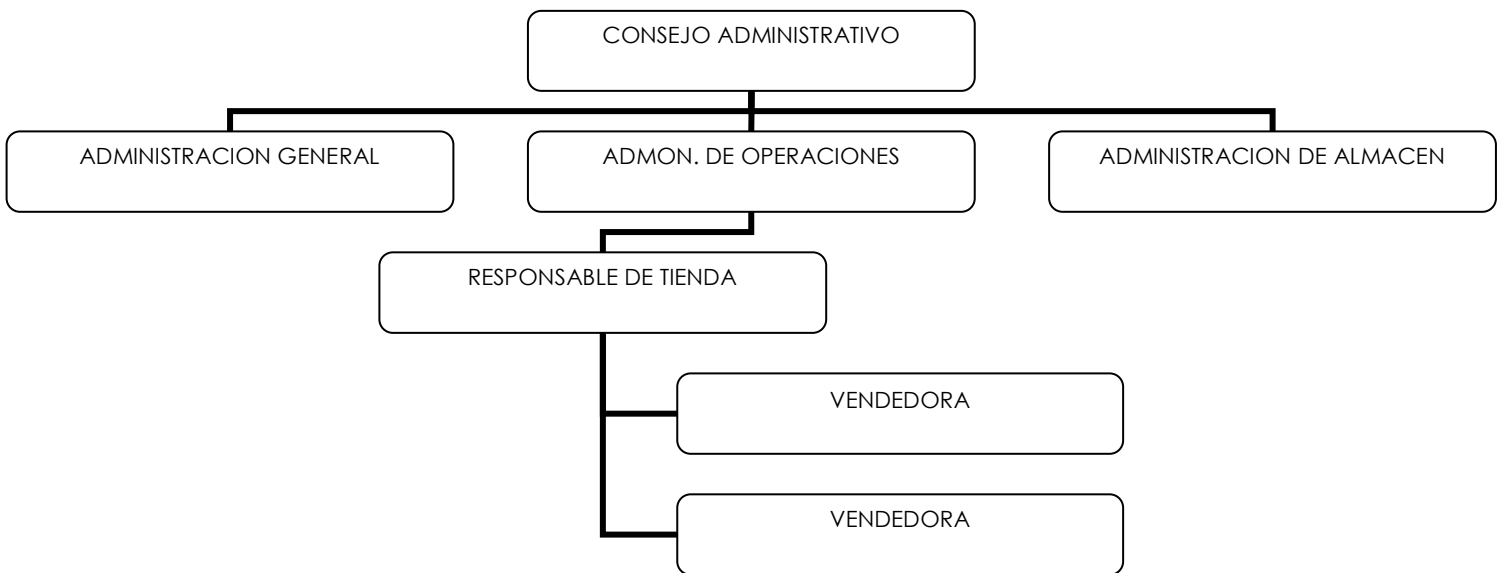 CONSEJO ADMINISTRATIVO
ADMINISTRACION GENERAL
ADMON. DE OPERACIONES
ADMINISTRACION DE ALMACEN
RESPONSABLE DE TIENDA
VENDEDORA
VENDEDORA